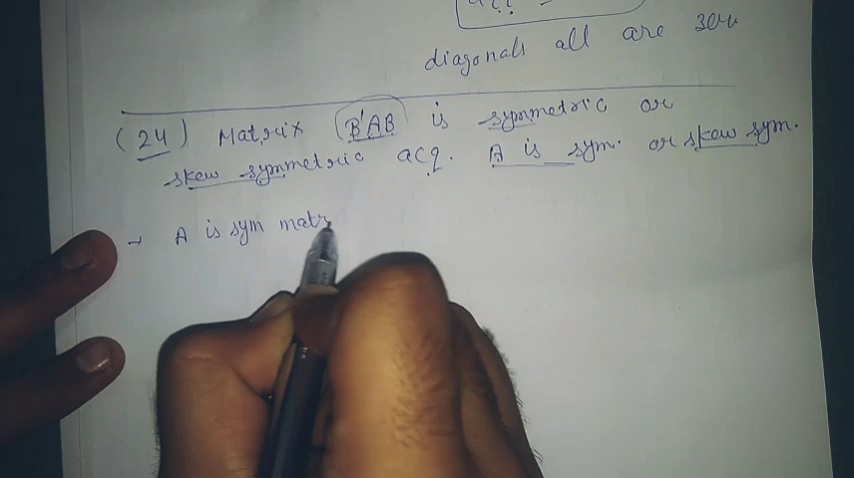 diagonals all are
(24) Matrix B'AB is symmetric or
skew symmetric acc. A is sym. or skew sym.
→ A is sym matr